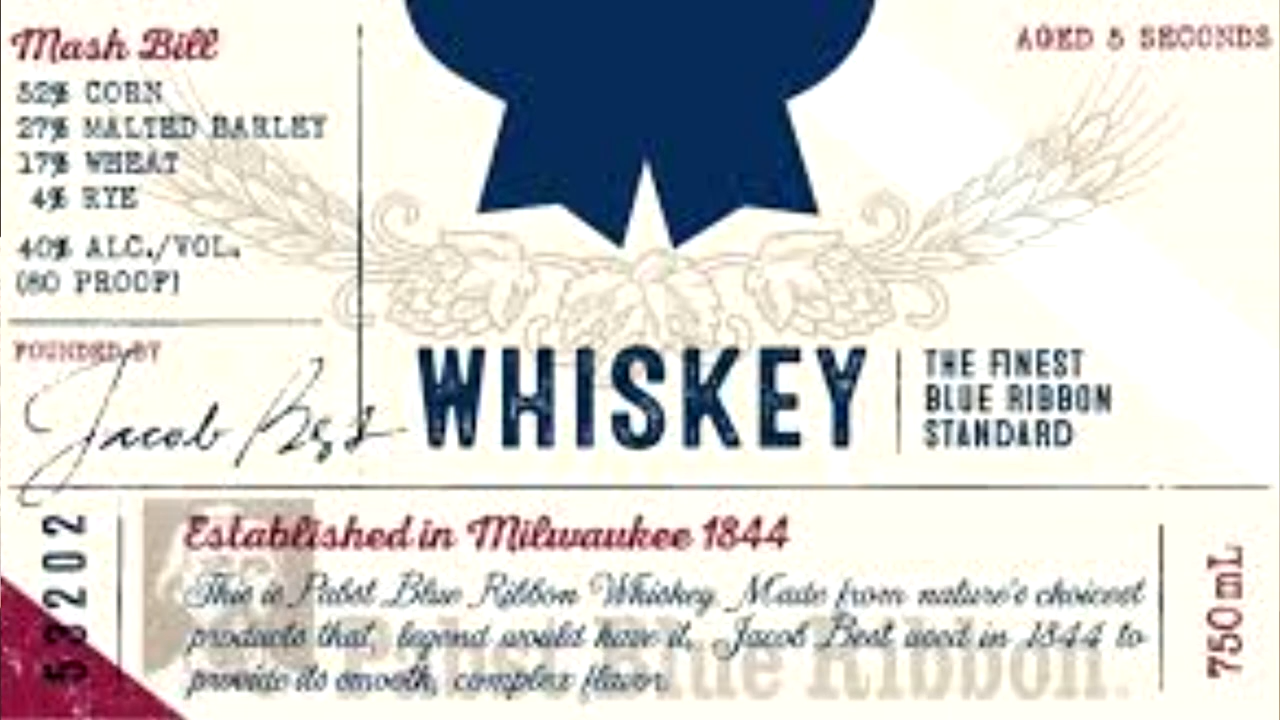 Mash Bill
52% CORN
27% MALTED BARLEY
17% WHEAT
4% RYE
40% ALC./VOL.
(80 PROOF)
FOUNDED BY
Jacob Best
AGED 5 SECONDS
WHISKEY
THE FINEST
BLUE RIBBON
STANDARD
53202
Established in Milwaukee 1844
This is Pabst Blue Ribbon Whiskey. Made from nature's choicest
products that, legend would have it, Jacob Best used in 1844 to
provide its smooth, complex flavor.
Pabst Blue Ribbon.
750 mL